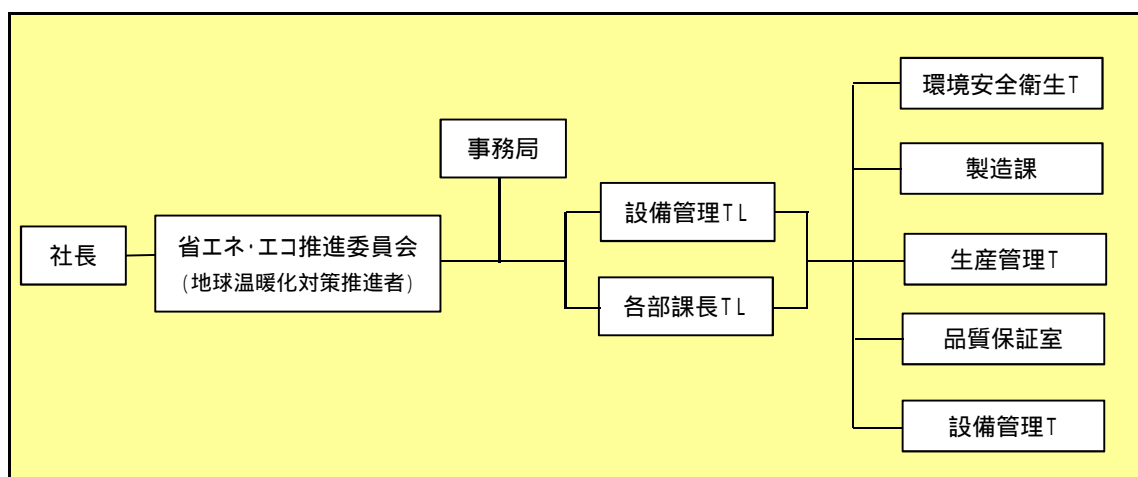 社長
省エネ･エコ推進委員会
(地球温暖化対策推進者)
事務局
設備管理TL
各部課長TL
環境安全衛生T
製造課
生産管理T
品質保証室
設備管理T